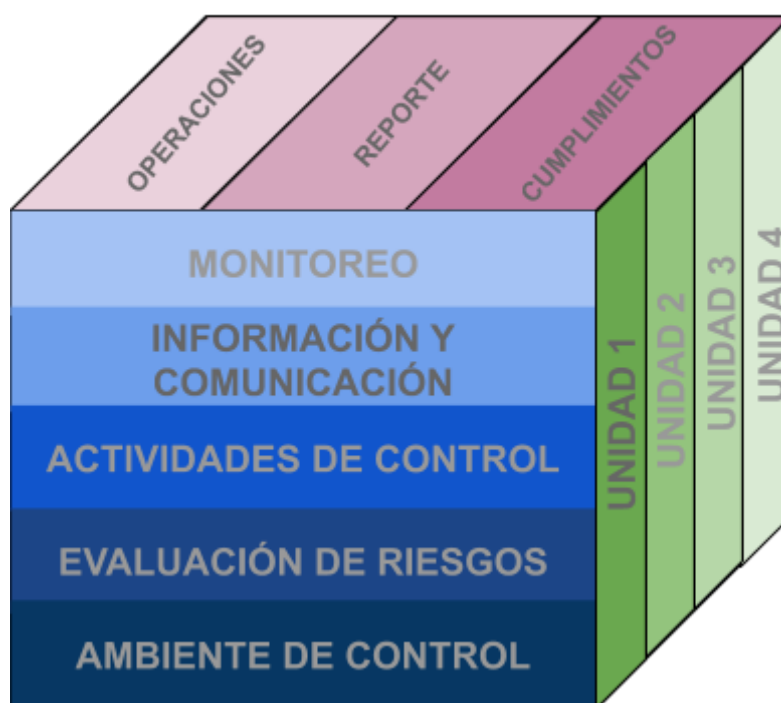 OPERACIONES
REPORTE
CUMPLIMIENTOS
MONITOREO
INFORMACIÓN Y
COMUNICACIÓN
ACTIVIDADES DE CONTROL
EVALUACIÓN DE RIESGOS
AMBIENTE DE CONTROL
UNIDAD 1
UNIDAD 2
UNIDAD 3
UNIDAD 4